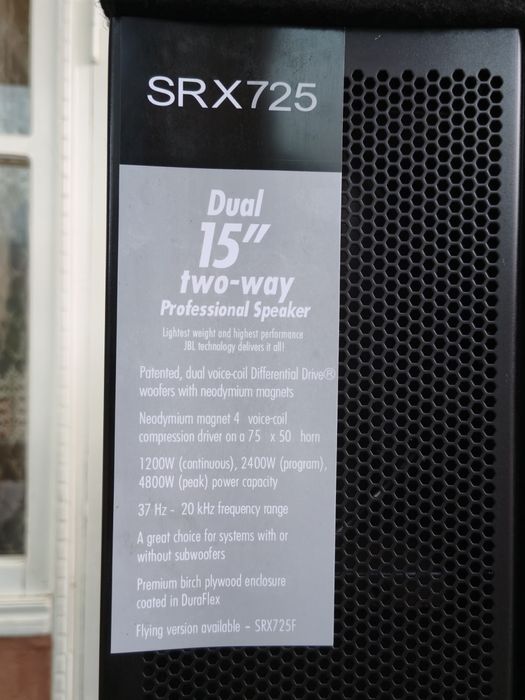 SRX725
Dual
15"
two-way
Professional Speaker
Lightest weight and highest performance
JBL technology delivers it all!
Patented, dual voice-coil Differential Drive®
woofers with neodymium magnets
Neodymium magnet 4 voice-coil
compression driver on a 75 x 50 horn
1200W (continuous), 2400W (program),
4800W (peak) power capacity
37 Hz - 20 kHz frequency range
A great choice for systems with or
without subwoofers
Premium birch plywood enclosure
coated in DuraFlex
Flying version available - SRX725F